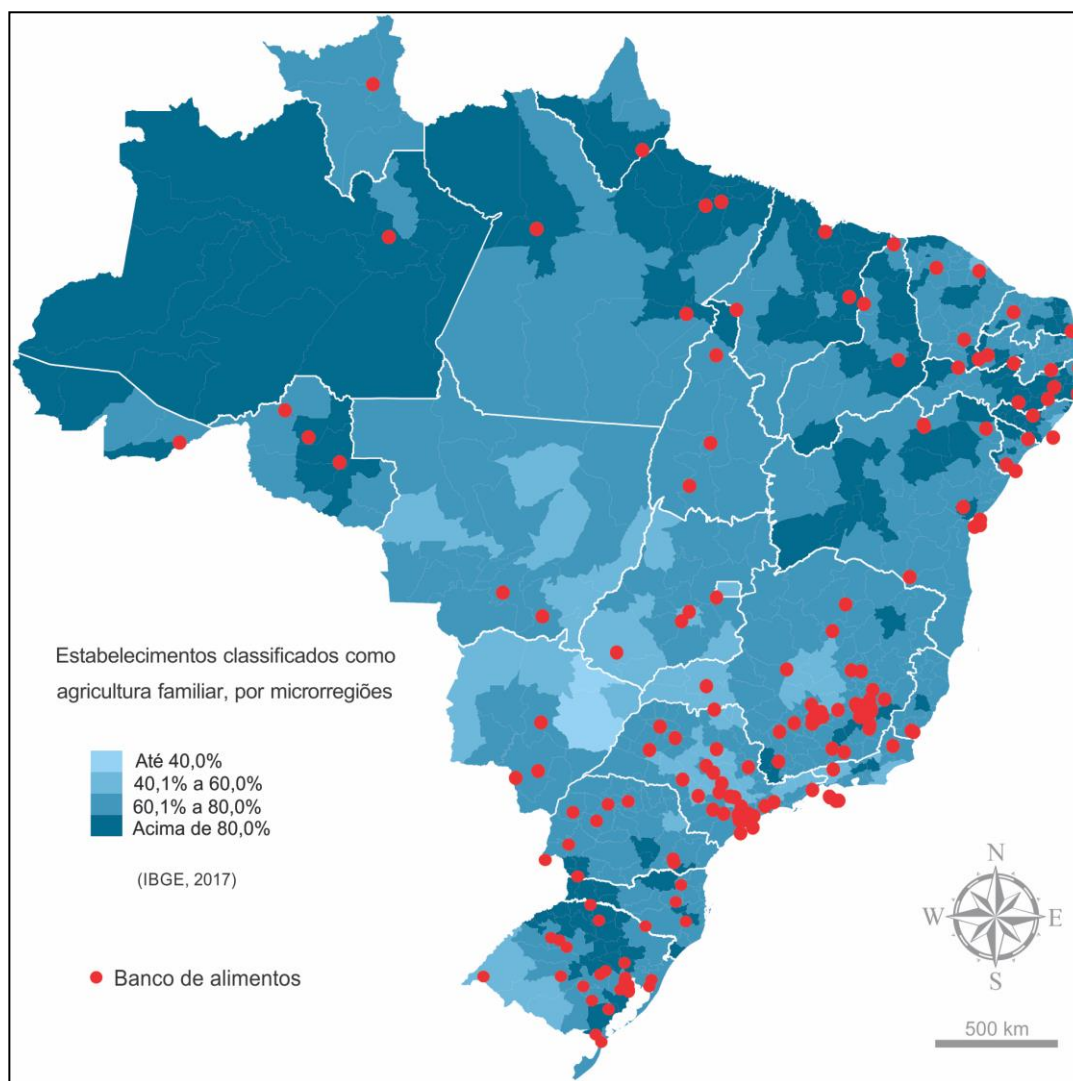 Estabelecimentos classificados como
agricultura familiar, por microrregiões
Até 40,0%
40,1% a 60,0%
60,1% a 80,0%
Acima de 80,0%
(IBGE, 2017)
Banco de alimentos
N
W E
S
500 km